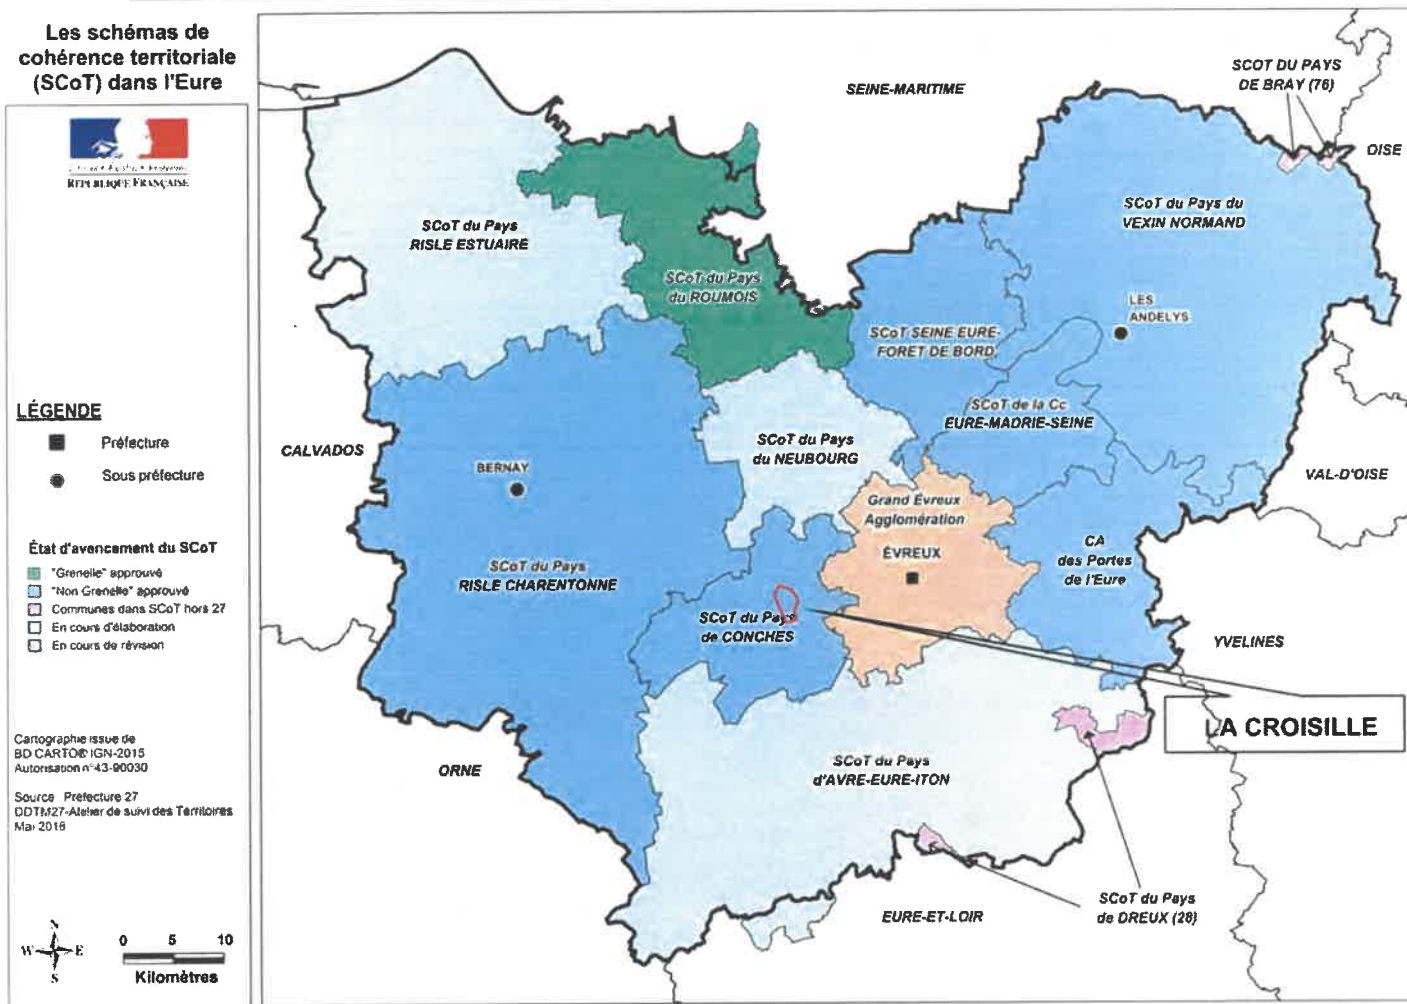 Les schémas de
cohérence territoriale
(SCoT) dans l'Eure
RÉPUBLIQUE FRANÇAISE
LÉGENDE
Préfecture
Sous préfecture
État d'avencement du SCoT
"Grenelle" approuvé
"Non Grenelle" approuvé
Communes dans SCoT hors 27
En cours d'élaboration
En cours de révision
Cartographie issue de
BD CARTO® IGN-2015
Autorisation n°43-90030
Source Préfecture 27
DDTM27-Atelier de suivi des Territoires
Mai 2016
N
W E
S
0 5 10
Kilomètres
SEINE-MARITIME
SCOT DU PAYS
DE BRAY (76)
OISE
SCoT du Pays
RISLE ESTUAIRE
SCoT du Pays du
VEXIN NORMAND
SCoT du Pays
du ROUMOIS
LES
ANDELYS
SCoT SEINE EURE-
FORET DE BORD
SCoT de la Cc
EURE-MADRIE-SEINE
CALVADOS
SCoT du Pays
du NEUBOURG
BERNAY
VAL-D'OISE
Grand Évreux
Agglomération
ÉVREUX
CA
des Portes
de l'Eure
SCoT du Pays
RISLE CHARENTONNE
SCoT du Pays
de CONCHES
YVELINES
LA CROISILLE
ORNE
SCoT du Pays
d'AVRE-EURE-ITON
SCoT du Pays
de DREUX (28)
EURE-ET-LOIR